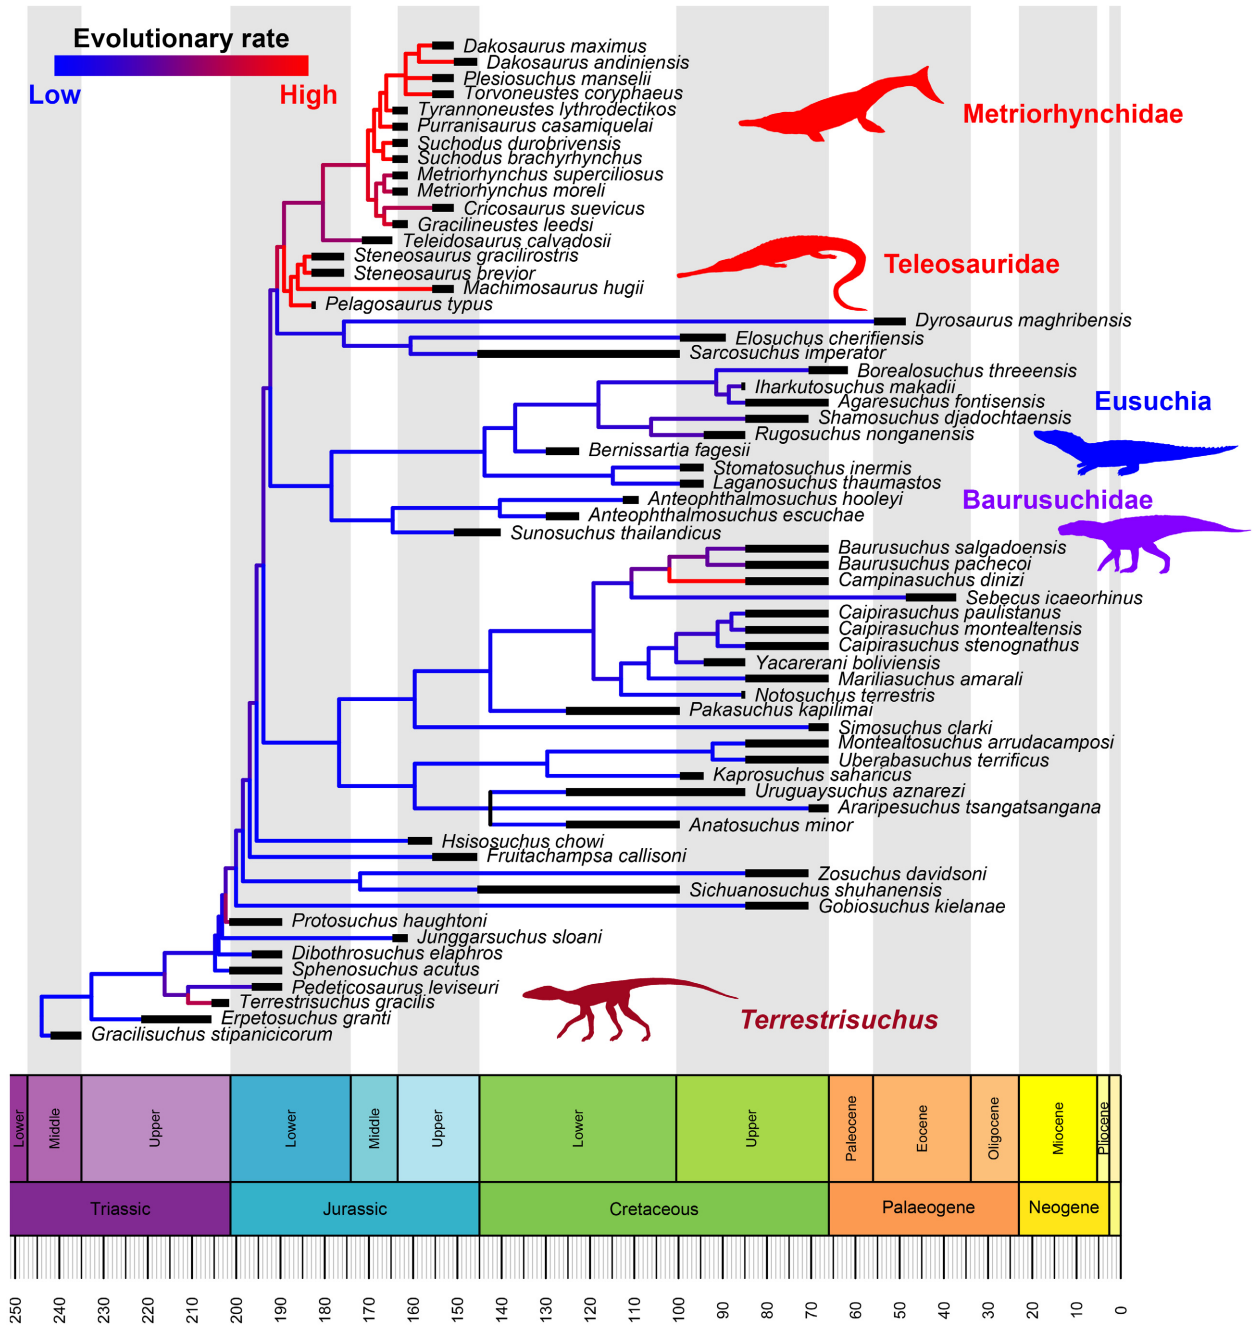 Evolutionary rate
Low
High
Dakosaurus maximus
Dakosaurus andiniensis
Plesiosuchus manselii
Torvoneustes coryphaeus
Tyrannoneustes lythrodectikos
Purranisaurus casamiquelai
Suchodus durobrivensis
Suchodus brachyrhynchus
Metriorhynchus superciliosus
Metriorhynchus moreli
Cricosaurus suevicus
Gracilineustes leedsi
Teleidosaurus calvadosii
Steneosaurus gracilirostris
Steneosaurus brevior
Machimosaurus hugii
Pelagosaurus typus
Dyrosaurus maghribensis
Elosuchus cherifiensis
Sarcosuchus imperator
Borealosuchus threeensis
Iharkutosuchus makadii
Agaresuchus fontisensis
Shamosuchus djadochtaensis
Rugosuchus nonganensis
Bernissartia fagesii
Stomatosuchus inermis
Laganosuchus thaumastos
Anteophthalmosuchus hooleyi
Anteophthalmosuchus escuchae
Sunosuchus thailandicus
Baurusuchus salgadoensis
Baurusuchus pachecoi
Campinasuchus dinizi
Sebecus icaeorhinus
Caipirasuchus paulistanus
Caipirasuchus montealtensis
Caipirasuchus stenognathus
Yacarerani boliviensis
Mariliasuchus amarali
Notosuchus terrestris
Pakasuchus kapilimai
Simosuchus clarki
Montealtosuchus arrudacamposi
Uberabasuchus terrificus
Kaprosuchus saharicus
Uruguaysuchus aznarezi
Araripesuchus tsangatsangana
Anatosuchus minor
Hsisosuchus chowi
Fruitachampsa callisoni
Zosuchus davidsoni
Sichuanosuchus shuhanensis
Gobiosuchus kielanae
Protosuchus haughtoni
Junggarsuchus sloani
Dibothrosuchus elaphros
Sphenosuchus acutus
Pedeticosaurus leviseuri
Terrestrisuchus gracilis
Erpetosuchus granti
Gracilisuchus stipanicicorum
Metriorhynchidae
Teleosauridae
Eusuchia
Baurusuchidae
Terrestrisuchus
Lower
Middle
Upper
Lower
Middle
Upper
Lower
Upper
Paleocene
Eocene
Oligocene
Miocene
Pliocene
Triassic
Jurassic
Cretaceous
Palaeogene
Neogene
250
240
230
220
210
200
190
180
170
160
150
140
130
120
110
100
90
80
70
60
50
40
30
20
10
0